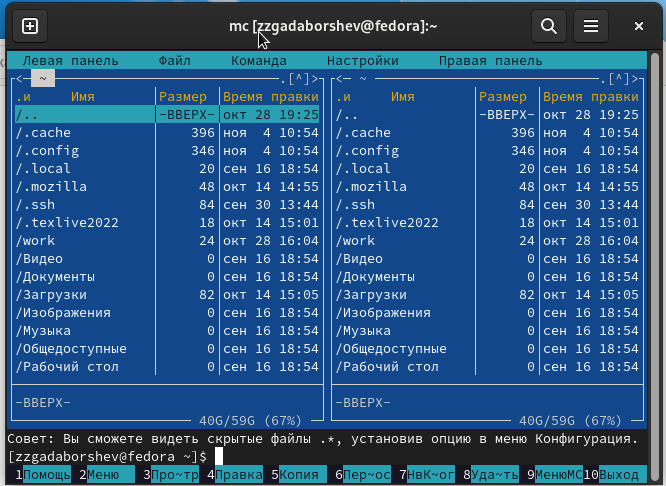 mc [zzgadaborshev@fedora]:~
Левая панель Файл Команда Настройки Правая панель
<─ ~ .[^]> <─ ~ .[^]>
.и Имя Размер Время правки .и Имя Размер Время правки
/.. -ВВЕРХ- окт 28 19:25 /.. -ВВЕРХ- окт 28 19:25
/.cache 396 ноя 4 10:54 /.cache 396 ноя 4 10:54
/.config 346 ноя 4 10:54 /.config 346 ноя 4 10:54
/.local 20 сен 16 18:54 /.local 20 сен 16 18:54
/.mozilla 48 окт 14 14:55 /.mozilla 48 окт 14 14:55
/.ssh 84 сен 30 13:44 /.ssh 84 сен 30 13:44
/.texlive2022 18 окт 14 15:01 /.texlive2022 18 окт 14 15:01
/work 24 окт 28 16:04 /work 24 окт 28 16:04
/Видео 0 сен 16 18:54 /Видео 0 сен 16 18:54
/Документы 0 сен 16 18:54 /Документы 0 сен 16 18:54
/Загрузки 82 окт 14 15:05 /Загрузки 82 окт 14 15:05
/Изображения 0 сен 16 18:54 /Изображения 0 сен 16 18:54
/Музыка 0 сен 16 18:54 /Музыка 0 сен 16 18:54
/Общедоступные 0 сен 16 18:54 /Общедоступные 0 сен 16 18:54
/Рабочий стол 0 сен 16 18:54 /Рабочий стол 0 сен 16 18:54
-ВВЕРХ- -ВВЕРХ-
40G/59G (67%) 40G/59G (67%)
Совет: Вы сможете видеть скрытые файлы .*, установив опцию в меню Конфигурация.
[zzgadaborshev@fedora ~]$
1Помощь 2Меню 3Про~тр 4Правка 5Копия 6Пер~ос 7НвК~ог 8Уда~ть 9МенюMC 10Выход